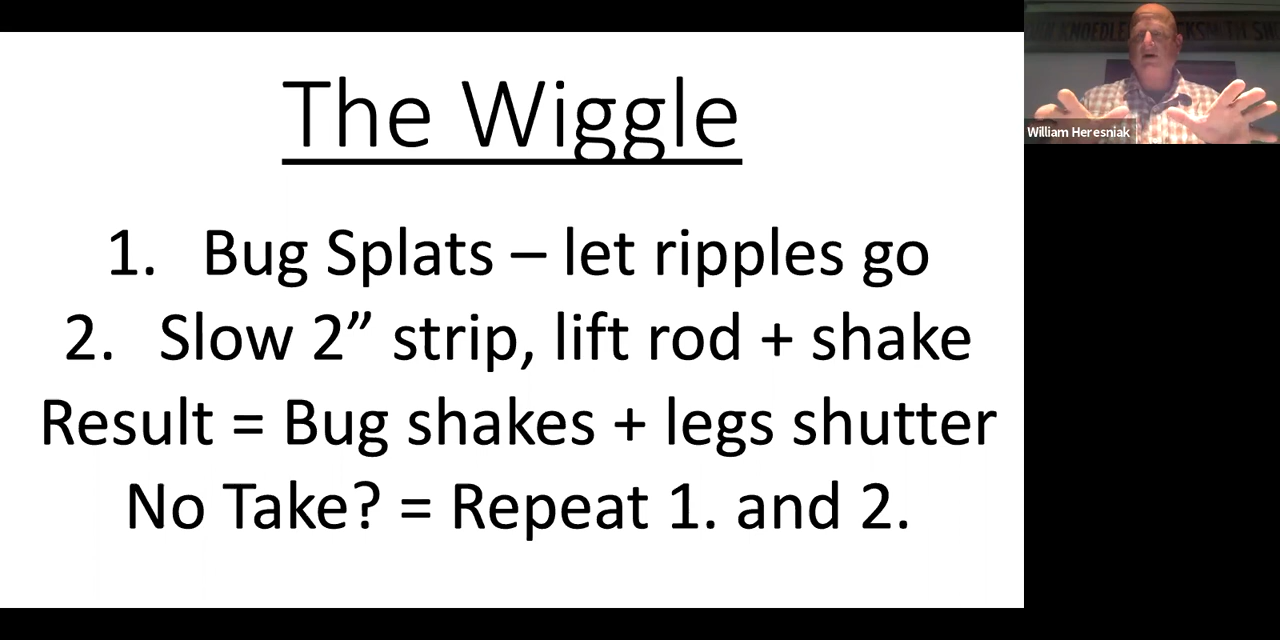 The Wiggle
1. Bug Splats – let ripples go
2. Slow 2” strip, lift rod + shake
Result = Bug shakes + legs shutter
No Take? = Repeat 1. and 2.
William Heresniak